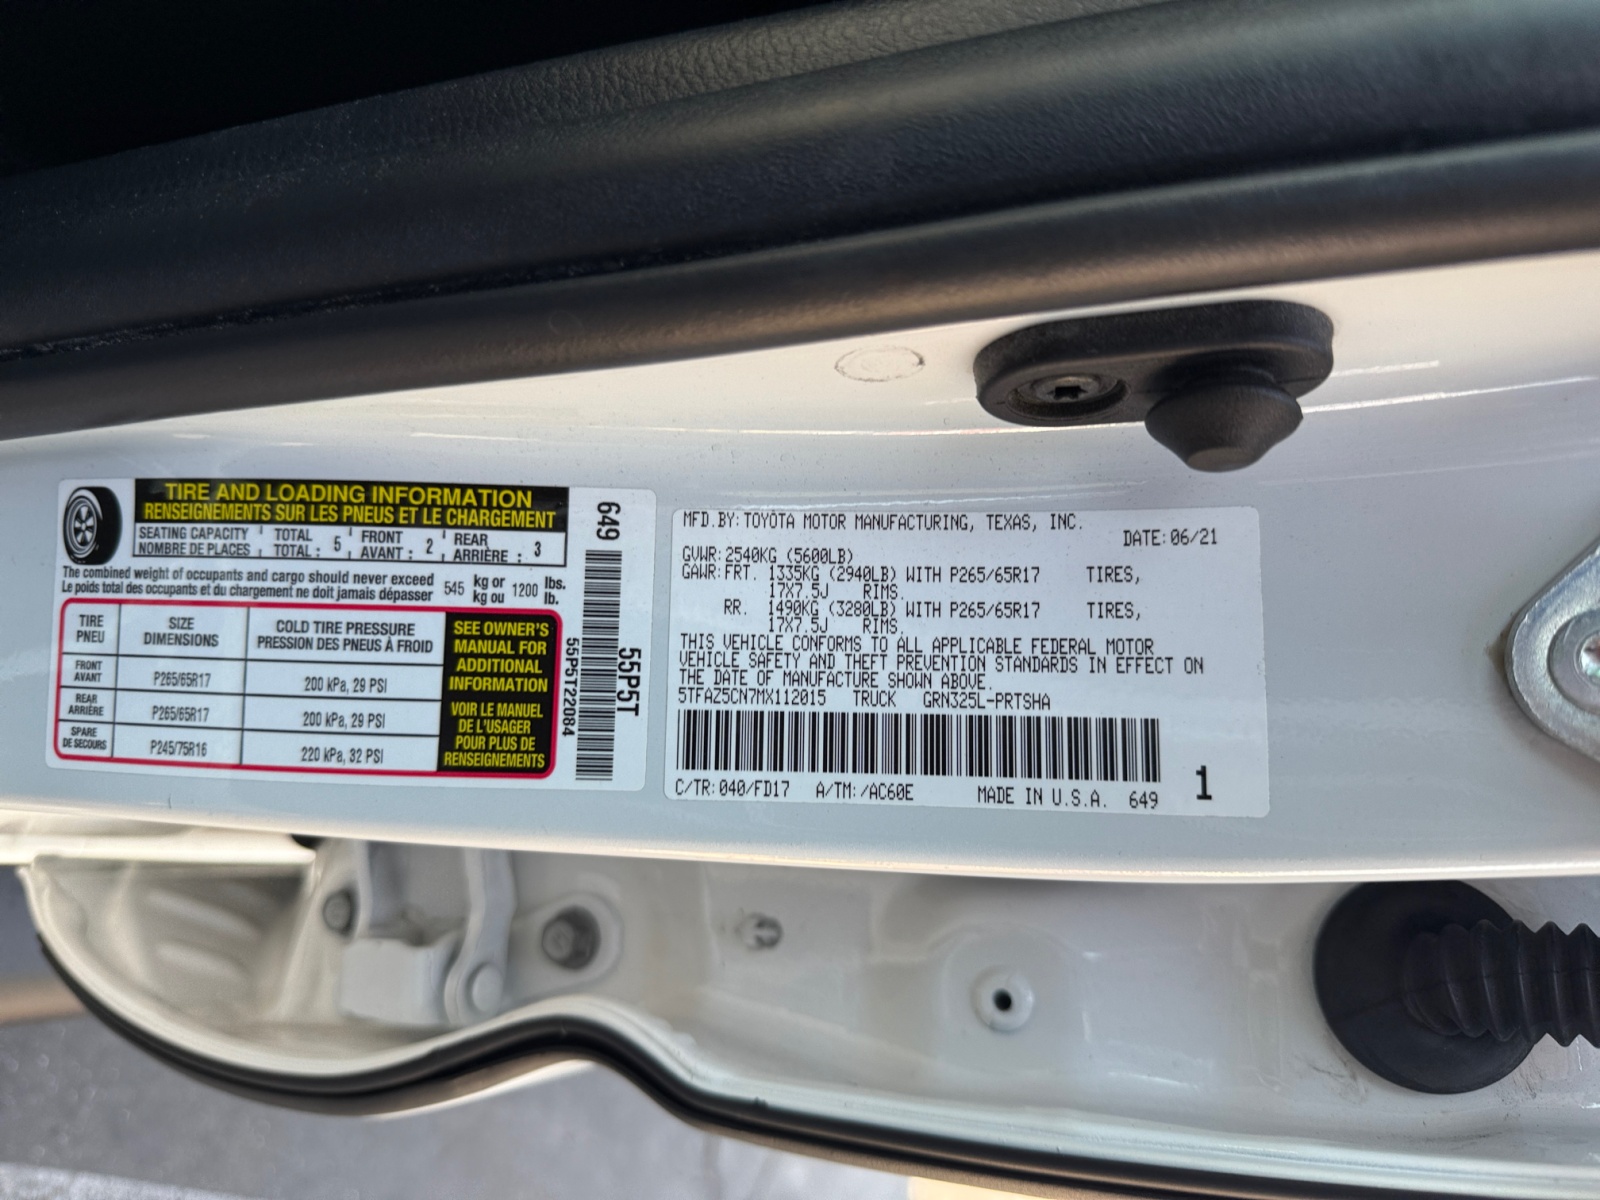 TIRE AND LOADING INFORMATION
RENSEIGNEMENTS SUR LES PNEUS ET LE CHARGEMENT
SEATING CAPACITY TOTAL FRONT REAR
NOMBRE DE PLACES TOTAL : 5 AVANT : 2 ARRIÈRE : 3
The combined weight of occupants and cargo should never exceed 545 kg or 1200 lbs.
Le poids total des occupants et du chargement ne doit jamais dépasser kg ou lb.
TIRE SIZE COLD TIRE PRESSURE
PNEU DIMENSIONS PRESSION DES PNEUS À FROID
FRONT
AVANT P265/65R17 200 kPa, 29 PSI
REAR
ARRIÈRE P265/65R17 200 kPa, 29 PSI
SPARE
DE SECOURS P245/75R16 220 kPa, 32 PSI
SEE OWNER'S
MANUAL FOR
ADDITIONAL
INFORMATION
VOIR LE MANUEL
DE L'USAGER
POUR PLUS DE
RENSEIGNEMENTS
649
55P5T
55P5T22084
MFD.BY:TOYOTA MOTOR MANUFACTURING, TEXAS, INC.
DATE:06/21
GVWR:2540KG (5600LB)
GAWR:FRT. 1335KG (2940LB) WITH P265/65R17 TIRES,
17X7.5J RIMS.
RR. 1490KG (3280LB) WITH P265/65R17 TIRES,
17X7.5J RIMS.
THIS VEHICLE CONFORMS TO ALL APPLICABLE FEDERAL MOTOR
VEHICLE SAFETY AND THEFT PREVENTION STANDARDS IN EFFECT ON
THE DATE OF MANUFACTURE SHOWN ABOVE.
5TFAZ5CN7MX112015 TRUCK GRN325L-PRTSHA
C/TR:040/FD17 A/TM:/AC60E MADE IN U.S.A. 649 1